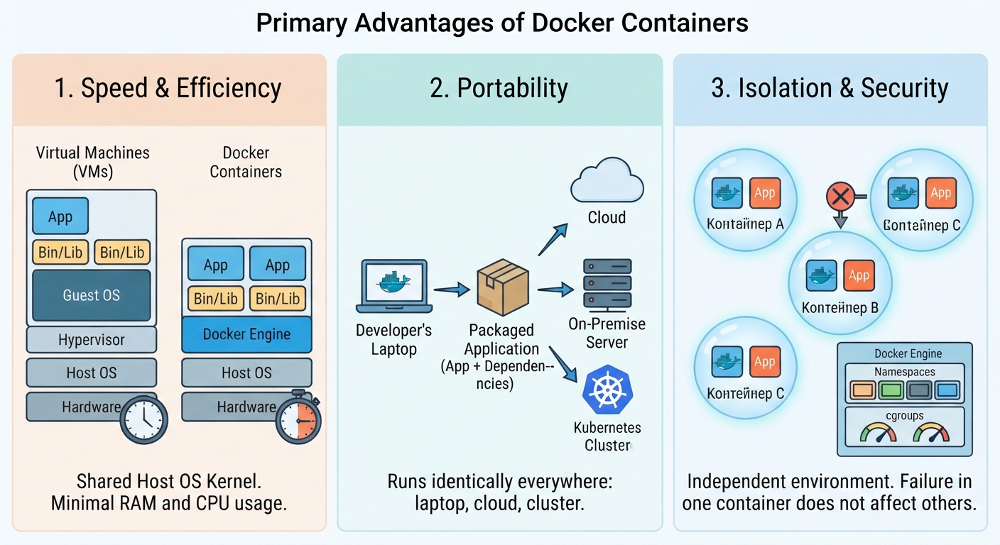 Primary Advantages of Docker Containers
1. Speed & Efficiency
Virtual Machines
(VMs)
Docker
Containers
App
Bin/Lib
Bin/Lib
Guest OS
Hypervisor
Host OS
Hardware
App
App
Bin/Lib
Bin/Lib
Docker Engine
Host OS
Hardware
Shared Host OS Kernel.
Minimal RAM and CPU usage.
2. Portability
Developer's
Laptop
Packaged
Application
(App + Dependen--
ncies)
Cloud
On-Premise
Server
Kubernetes
Cluster
Runs identically everywhere:
laptop, cloud, cluster.
3. Isolation & Security
App
Контайнер A
App
Контайнер C
App
Контейнер B
App
Контейнер C
Docker Engine
Namespaces
cgroups
Independent environment. Failure in
one container does not affect others.